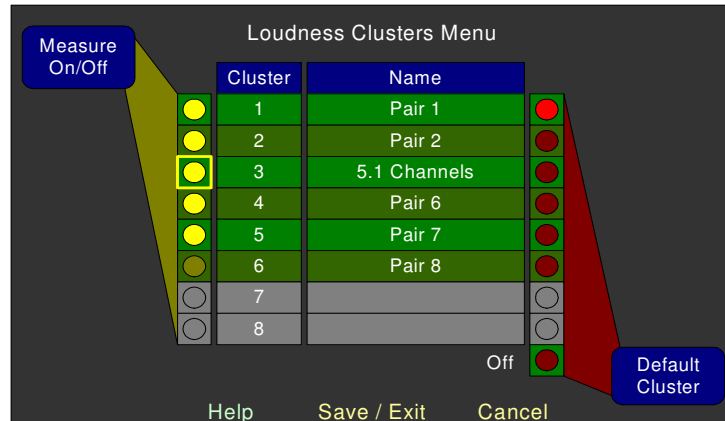 Loudness Clusters Menu
Measure
On/Off
Cluster Name
1 Pair 1
2 Pair 2
3 5.1 Channels
4 Pair 6
5 Pair 7
6 Pair 8
7
8
Off
Default
Cluster
Help Save / Exit Cancel